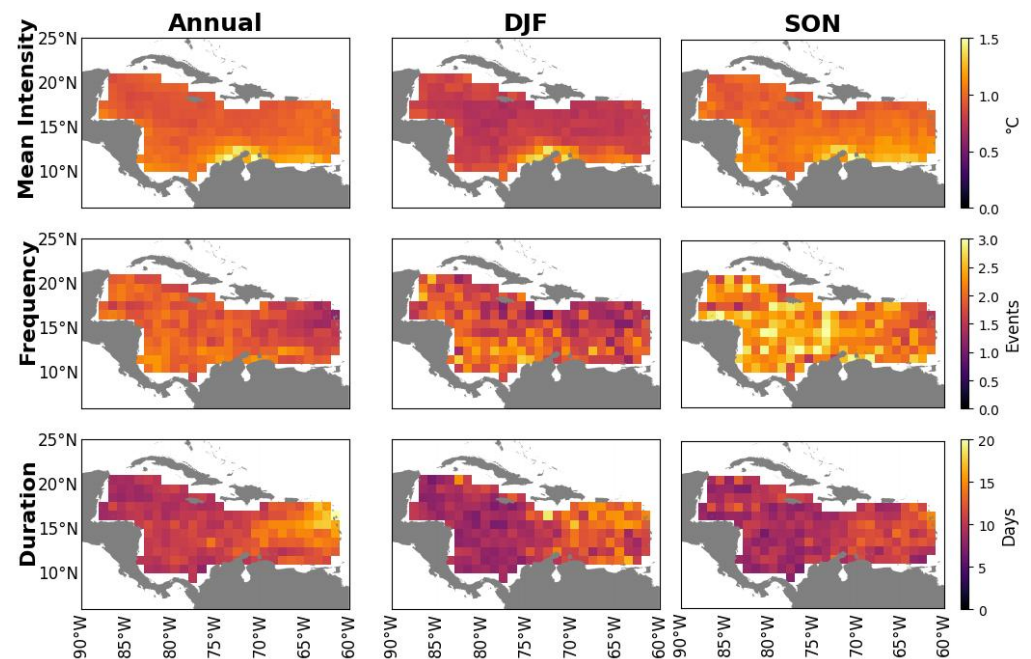 Annual DJF SON
Mean Intensity
25°N
20°N
15°N
10°N
1.5
1.0
0.5
0.0
°C
Frequency
25°N
20°N
15°N
10°N
3.0
2.5
2.0
1.5
1.0
0.5
0.0
Events
Duration
25°N
20°N
15°N
10°N
20
15
10
5
0
Days
90°W 85°W 80°W 75°W 70°W 65°W 60°W 90°W 85°W 80°W 75°W 70°W 65°W 60°W 90°W 85°W 80°W 75°W 70°W 65°W 60°W